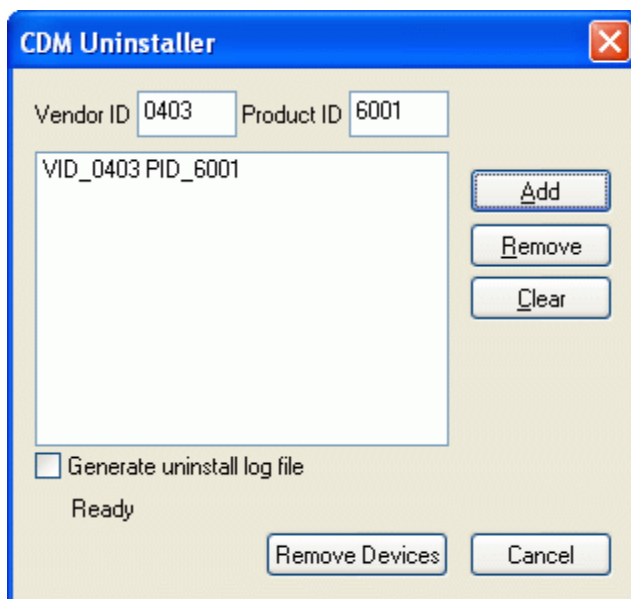 CDM Uninstaller
Vendor ID 0403 Product ID 6001
VID_0403 PID_6001
Add
Remove
Clear
Generate uninstall log file
Ready
Remove Devices Cancel